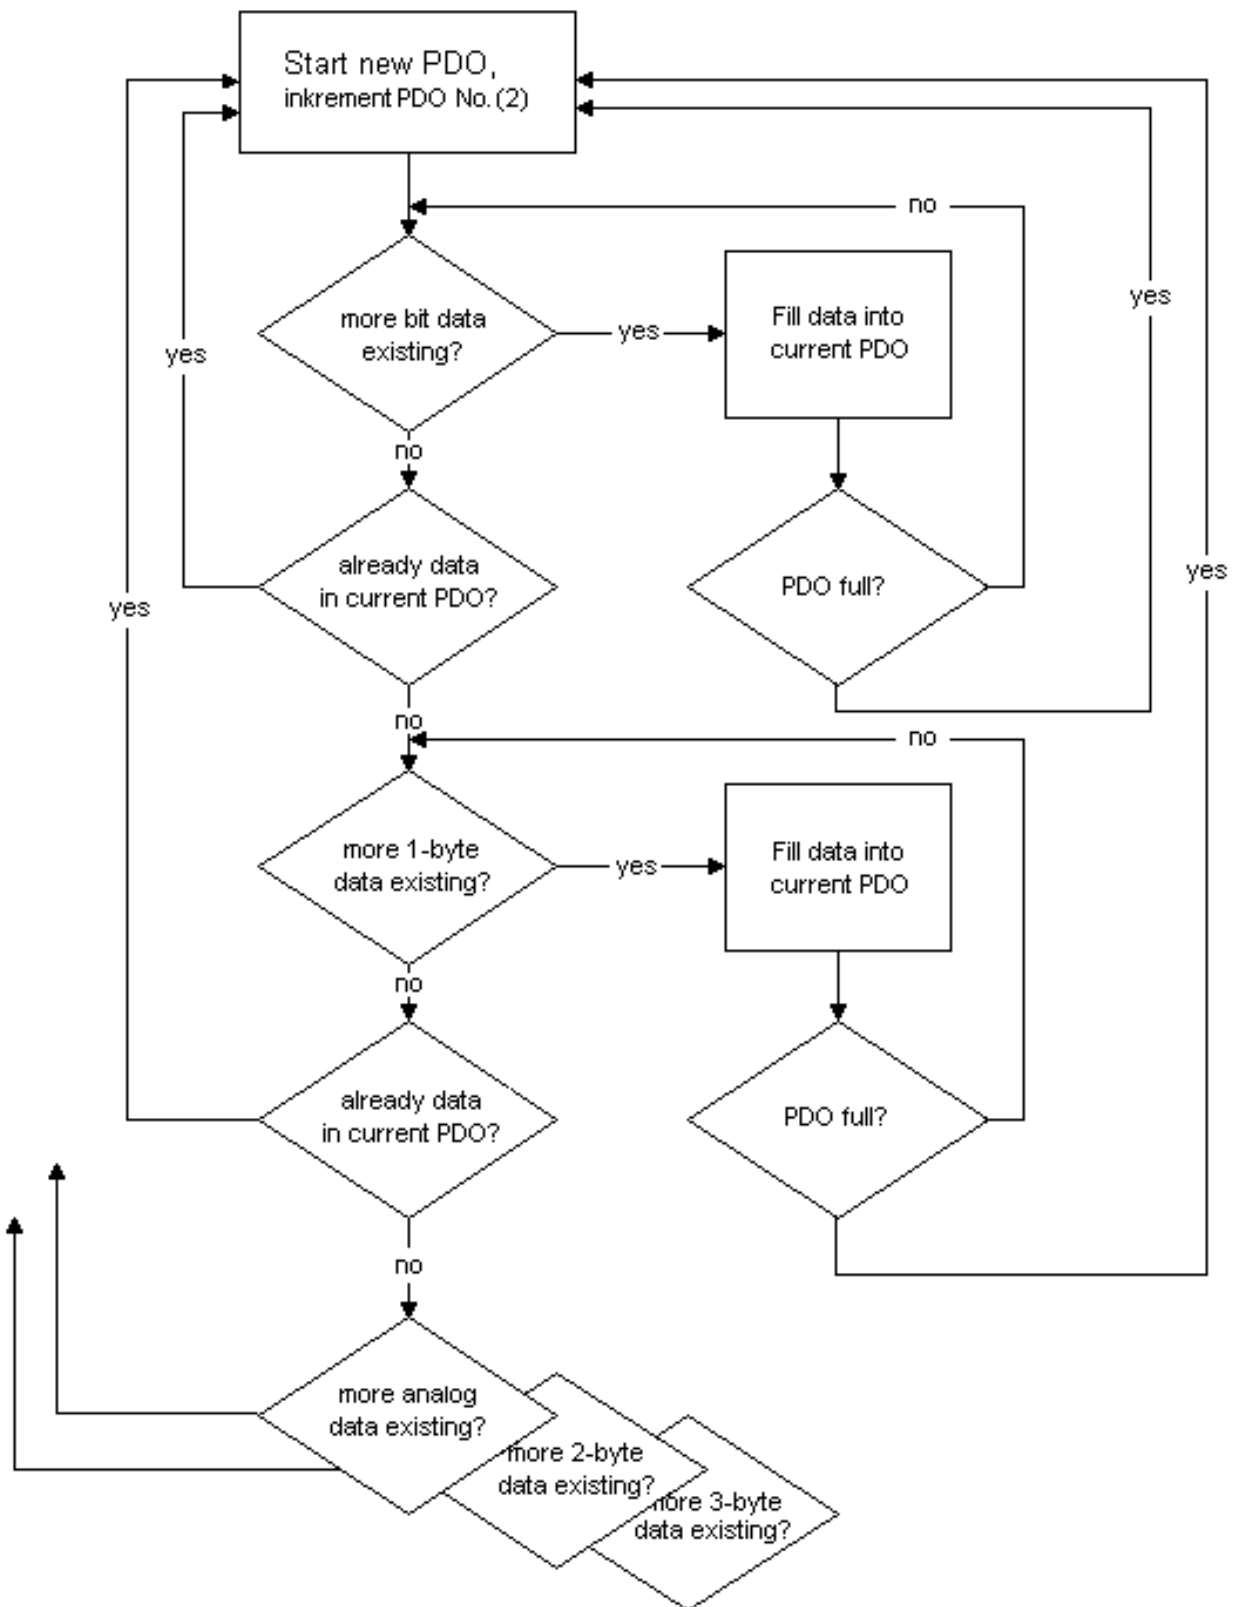 Start new PDO,
inkrement PDO No.(2)
no
more bit data
existing?
yes
Fill data into
current PDO
yes
yes
no
already data
in current PDO?
PDO full?
yes
yes
no
no
more 1-byte
data existing?
yes
Fill data into
current PDO
no
already data
in current PDO?
PDO full?
no
more analog
data existing?
more 2-byte
data existing?
more 3-byte
data existing?